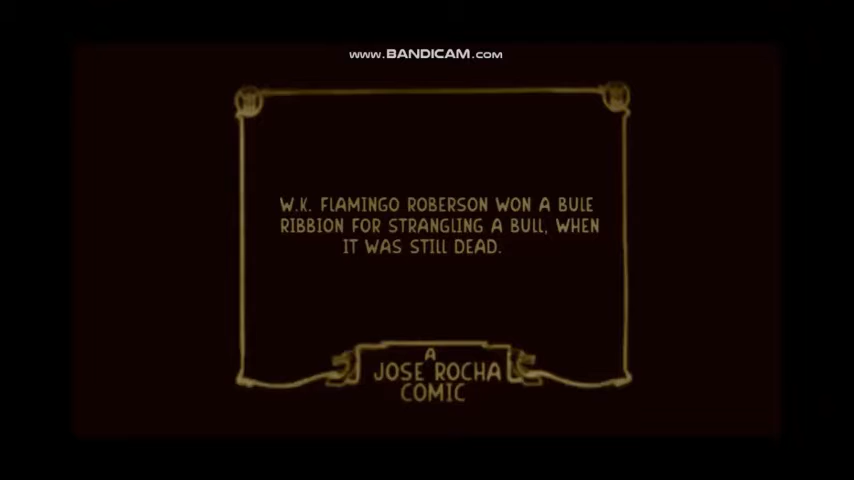 www.BANDICAM.com
W.K. FLAMINGO ROBERSON WON A BULE
RIBBION FOR STRANGLING A BULL, WHEN
IT WAS STILL DEAD.
A
JOSE ROCHA
COMIC